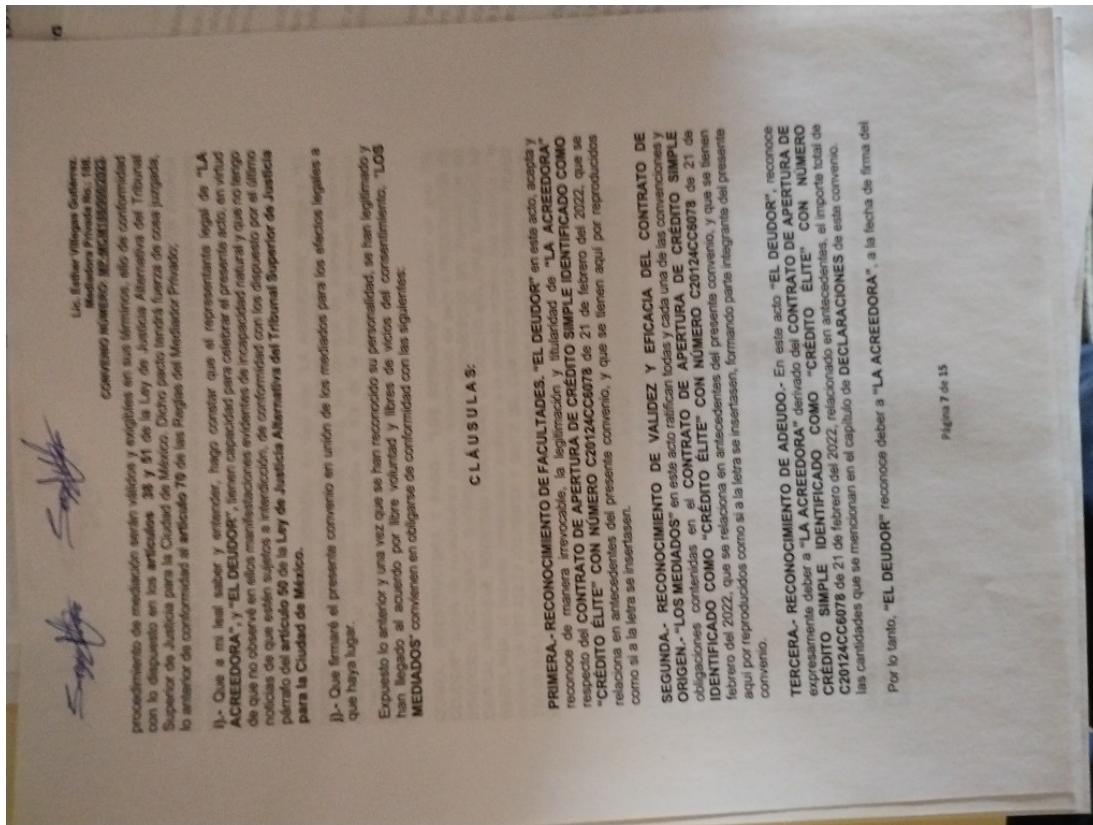 Lic. Esther Villegas Gutiérrez.
Mediadora Privada No.: 186.
CONVENIO NÚMERO
procedimiento de mediación serán válidos y exigibles en sus términos, ello de conformidad
con lo dispuesto en los artículos 38 y 51 de la Ley de Justicia Alternativa del Tribunal
Superior de Justicia para la Ciudad de México. Dicho pacto tendrá fuerza de cosa juzgada,
lo anterior de conformidad al artículo 70 de las Reglas del Mediador Privado;
i).- Que a mi leal saber y entender, hago constar que el representante legal de "LA
ACREEDORA", y "EL DEUDOR", tienen capacidad para celebrar el presente acto, en virtud
de que no observé en ellos manifestaciones evidentes de incapacidad natural y que no tengo
noticias de que estén sujetos a interdicción, de conformidad con los dispuesto por el último
párrafo del artículo 50 de la Ley de Justicia Alternativa del Tribunal Superior de Justicia
para la Ciudad de México.
j).- Que firmaré el presente convenio en unión de los mediados para los efectos legales a
que haya lugar.
Expuesto lo anterior y una vez que se han reconocido su personalidad, se han legitimado y
han llegado al acuerdo por libre voluntad y libres de vicios del consentimiento, "LOS
MEDIADOS" convienen en obligarse de conformidad con las siguientes:
CLÁUSULAS:
PRIMERA.- RECONOCIMIENTO DE FACULTADES. "EL DEUDOR" en este acto, acepta y
reconoce de manera irrevocable, la legitimación y titularidad de "LA ACREEDORA"
respecto del CONTRATO DE APERTURA DE CRÉDITO SIMPLE IDENTIFICADO COMO
"CRÉDITO ÉLITE" CON NÚMERO C20124CC6078 de 21 de febrero del 2022, que se
relaciona en antecedentes del presente convenio, y que se tienen aquí por reproducidos
como si a la letra se insertasen.
SEGUNDA.- RECONOCIMIENTO DE VALIDEZ Y EFICACIA DEL CONTRATO DE
ORIGEN.- "LOS MEDIADOS" en este acto ratifican todas y cada una de las convenciones y
obligaciones contenidas en el CONTRATO DE APERTURA DE CRÉDITO SIMPLE
IDENTIFICADO COMO "CRÉDITO ÉLITE" CON NÚMERO C20124CC6078 de 21 de
febrero del 2022, que se relaciona en antecedentes del presente convenio, y que se tienen
aquí por reproducidos como si a la letra se insertasen, formando parte integrante del presente
convenio.
TERCERA.- RECONOCIMIENTO DE ADEUDO.- En este acto "EL DEUDOR", reconoce
expresamente deber a "LA ACREEDORA" derivado del CONTRATO DE APERTURA DE
CRÉDITO SIMPLE IDENTIFICADO COMO "CRÉDITO ÉLITE" CON NÚMERO
C20124CC6078 de 21 de febrero del 2022, relacionado en antecedentes, el importe total de
las cantidades que se mencionan en el capítulo de DECLARACIONES de este convenio.
Por lo tanto, "EL DEUDOR" reconoce deber a "LA ACREEDORA", a la fecha de firma del
Página 7 de 15